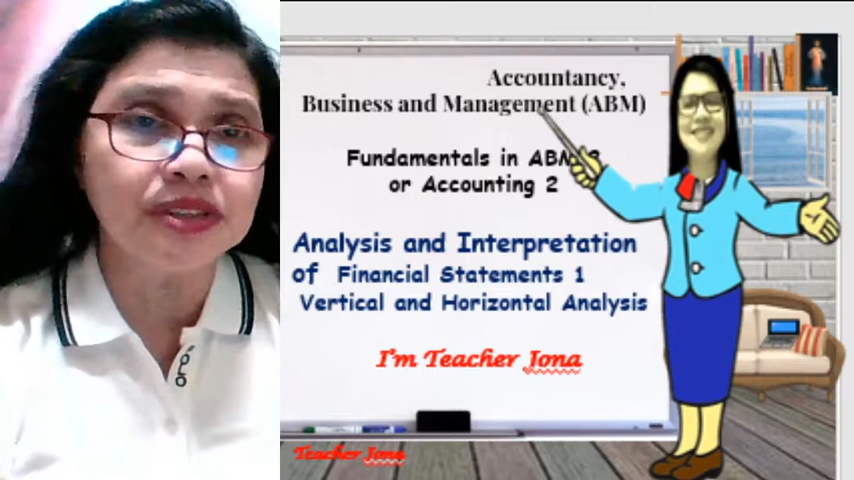 Accountancy,
Business and Management (ABM)
Fundamentals in ABM 2
or Accounting 2
Analysis and Interpretation
of Financial Statements 1
Vertical and Horizontal Analysis
I'm Teacher Jona
Teacher Jona